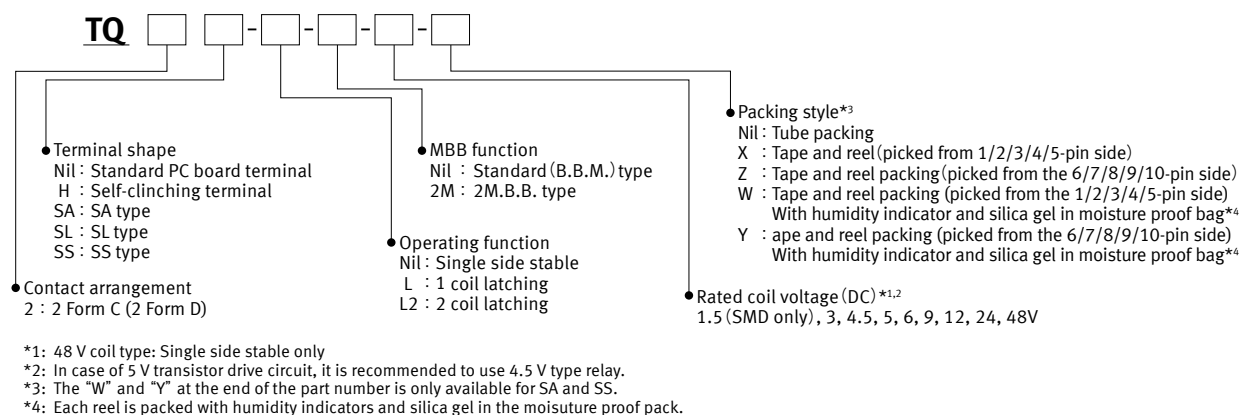 TQ - - - -
Contact arrangement
2 : 2 Form C (2 Form D)
Terminal shape
Nil : Standard PC board terminal
H : Self-clinching terminal
SA : SA type
SL : SL type
SS : SS type
Operating function
Nil : Single side stable
L : 1 coil latching
L2 : 2 coil latching
MBB function
Nil : Standard (B.B.M.) type
2M : 2M.B.B. type
Rated coil voltage (DC) *1,2
1.5 (SMD only), 3, 4.5, 5, 6, 9, 12, 24, 48V
Packing style*3
Nil : Tube packing
X : Tape and reel (picked from 1/2/3/4/5-pin side)
Z : Tape and reel packing (picked from the 6/7/8/9/10-pin side)
W : Tape and reel packing (picked from the 1/2/3/4/5-pin side)
With humidity indicator and silica gel in moisture proof bag*4
Y : ape and reel packing (picked from the 6/7/8/9/10-pin side)
With humidity indicator and silica gel in moisture proof bag*4
*1: 48 V coil type: Single side stable only
*2: In case of 5 V transistor drive circuit, it is recommended to use 4.5 V type relay.
*3: The “W” and “Y” at the end of the part number is only available for SA and SS.
*4: Each reel is packed with humidity indicators and silica gel in the moisuture proof pack.